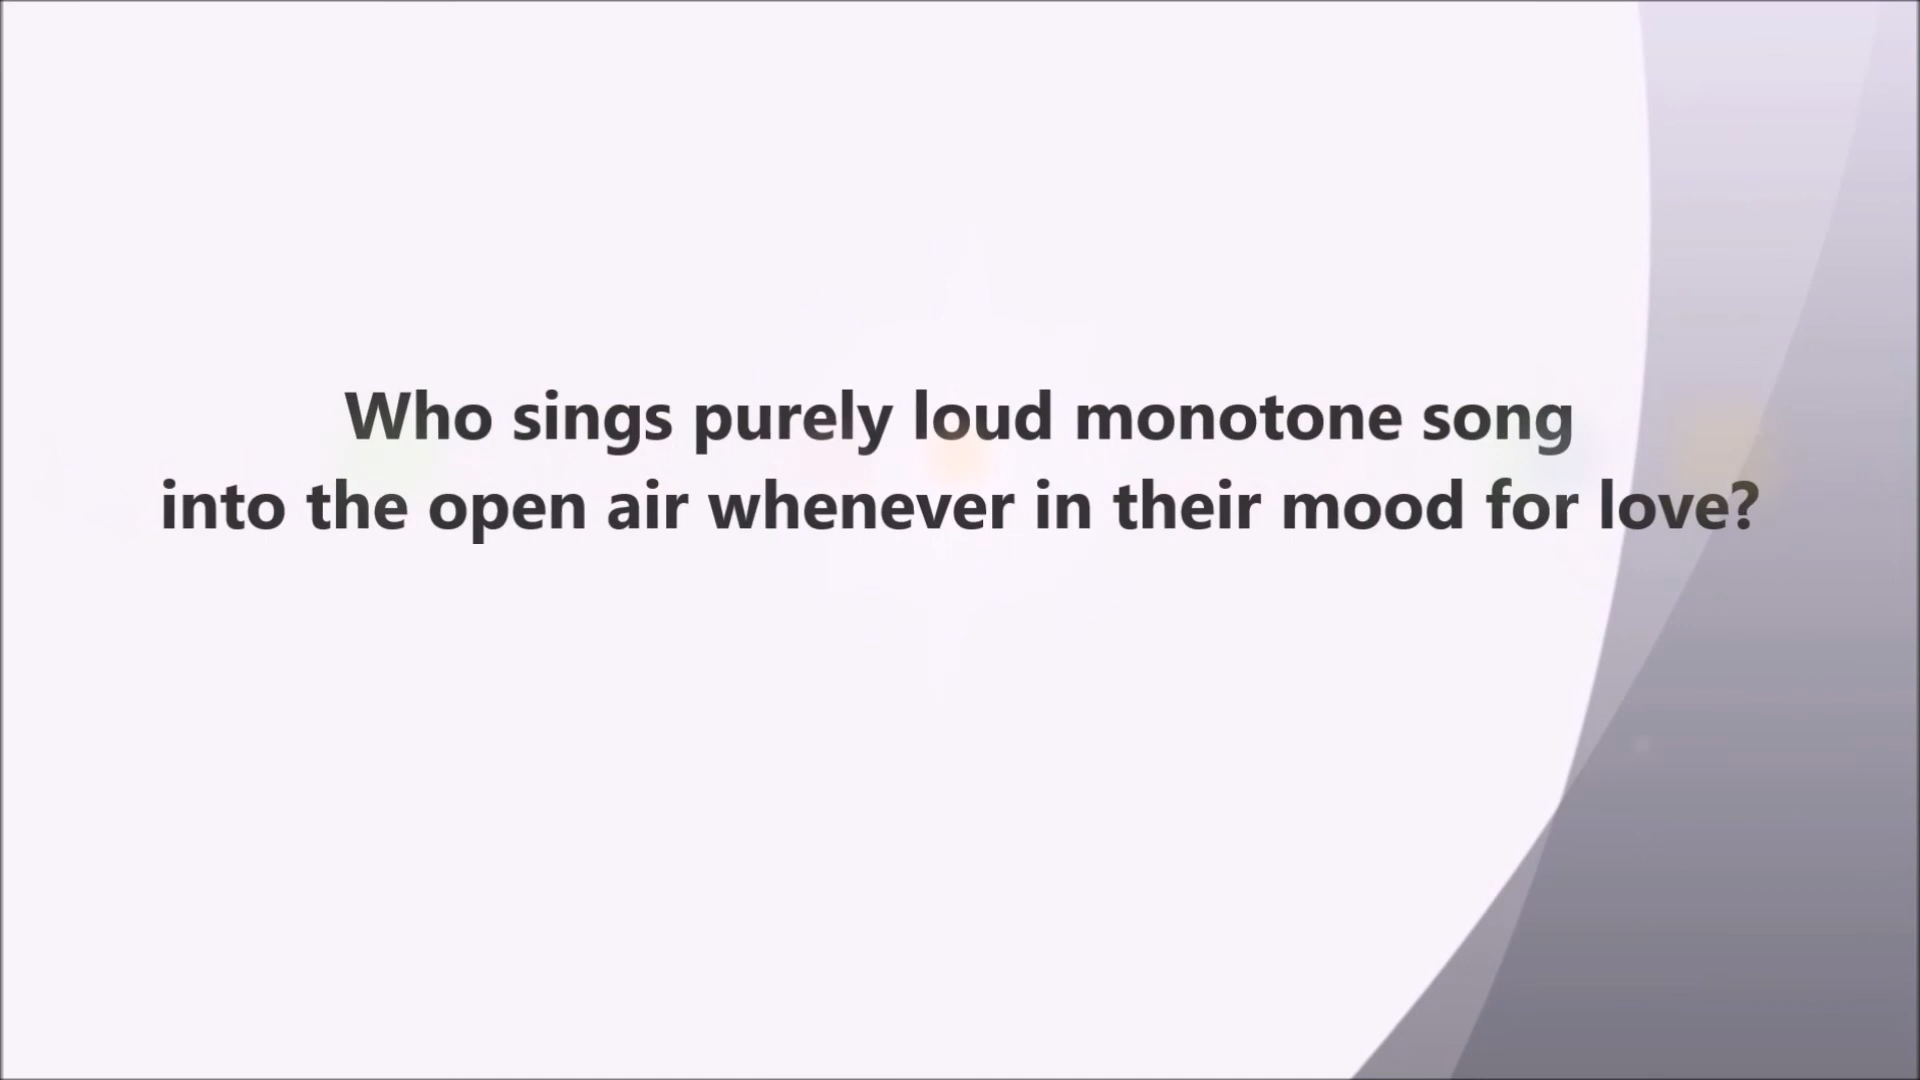 Who sings purely loud monotone song
into the open air whenever in their mood for love?